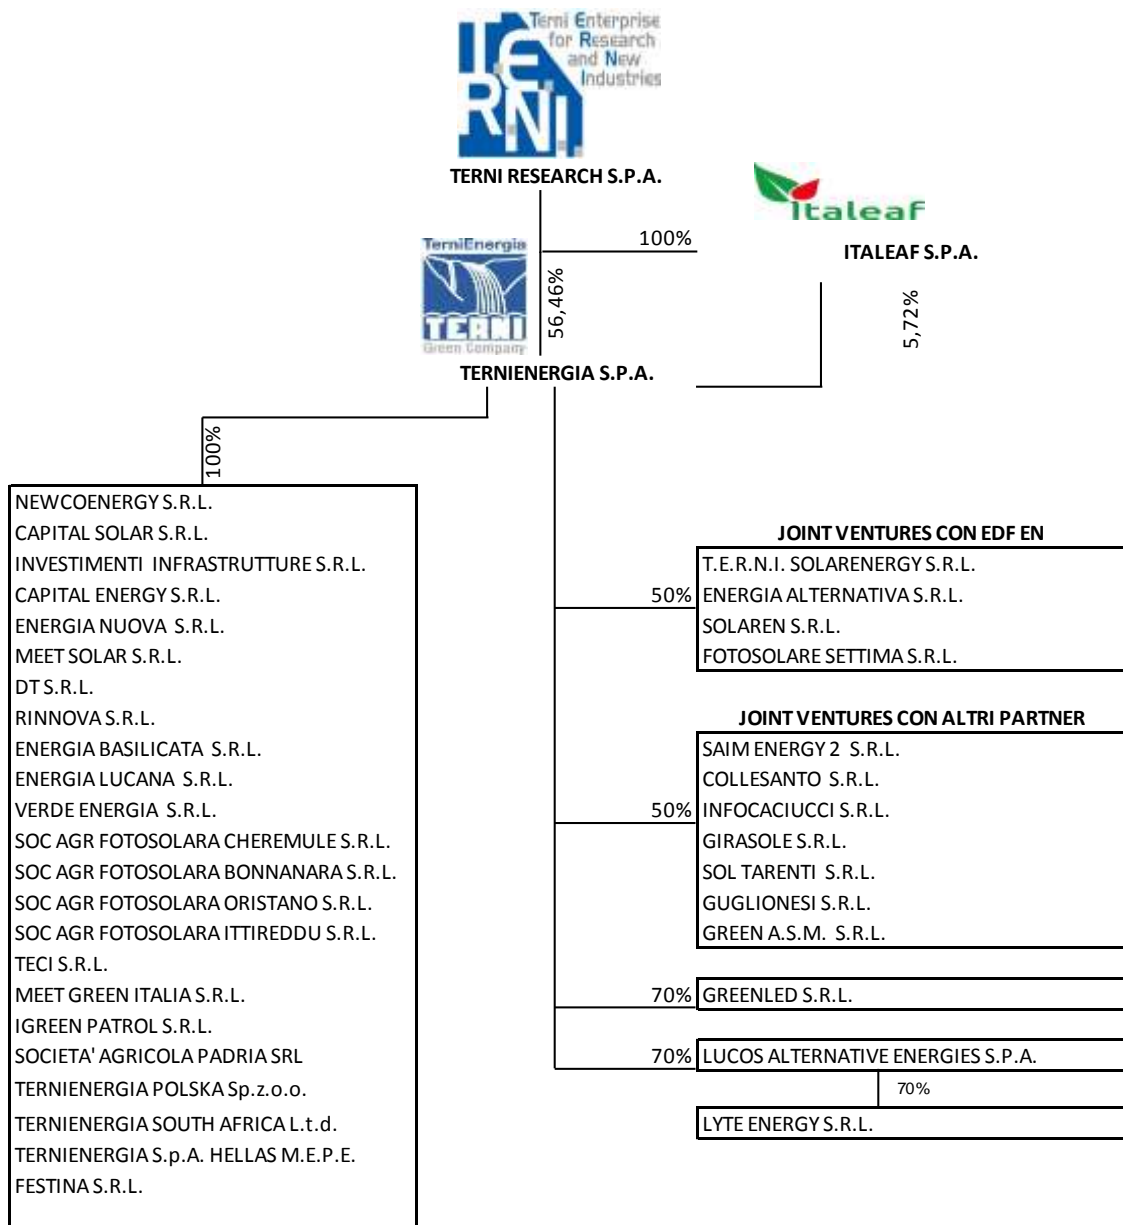 Terni Enterprise
for Research
and New
Industries
T.E.
R.N.I.
TERNI RESEARCH S.P.A.
Italeaf
100%
ITALEAF S.P.A.
TerniEnergia
TERNI
Green Company
56,46%
5,72%
TERNIENERGIA S.P.A.
100%
NEWCOENERGY S.R.L.
CAPITAL SOLAR S.R.L.
INVESTIMENTI INFRASTRUTTURE S.R.L.
CAPITAL ENERGY S.R.L.
ENERGIA NUOVA S.R.L.
MEET SOLAR S.R.L.
DT S.R.L.
RINNOVA S.R.L.
ENERGIA BASILICATA S.R.L.
ENERGIA LUCANA S.R.L.
VERDE ENERGIA S.R.L.
SOC AGR FOTOSOLARA CHEREMULE S.R.L.
SOC AGR FOTOSOLARA BONNANARA S.R.L.
SOC AGR FOTOSOLARA ORISTANO S.R.L.
SOC AGR FOTOSOLARA ITTIREDDU S.R.L.
TECI S.R.L.
MEET GREEN ITALIA S.R.L.
IGREEN PATROL S.R.L.
SOCIETA' AGRICOLA PADRIA SRL
TERNIENERGIA POLSKA Sp.z.o.o.
TERNIENERGIA SOUTH AFRICA L.t.d.
TERNIENERGIA S.p.A. HELLAS M.E.P.E.
FESTINA S.R.L.
JOINT VENTURES CON EDF EN
T.E.R.N.I. SOLARENERGY S.R.L.
50% ENERGIA ALTERNATIVA S.R.L.
SOLAREN S.R.L.
FOTOSOLARE SETTIMA S.R.L.
JOINT VENTURES CON ALTRI PARTNER
SAIM ENERGY 2 S.R.L.
COLLESANTO S.R.L.
50% INFOCACIUCCI S.R.L.
GIRASOLE S.R.L.
SOL TARENTI S.R.L.
GUGLIONESI S.R.L.
GREEN A.S.M. S.R.L.
70% GREENLED S.R.L.
70% LUCOS ALTERNATIVE ENERGIES S.P.A.
70%
LYTE ENERGY S.R.L.